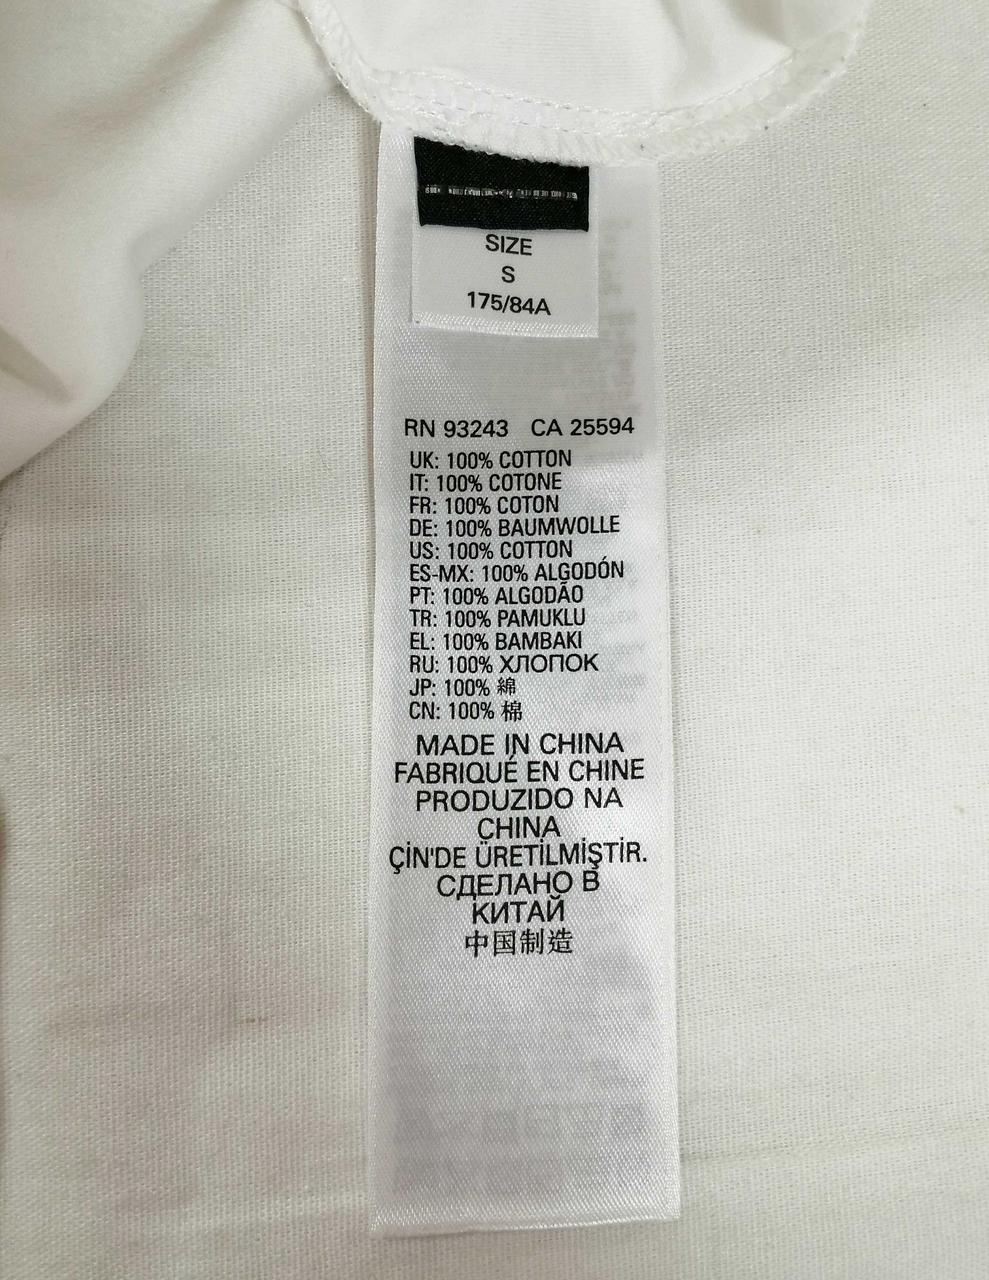 SIZE
S
175/84A
RN 93243 CA 25594
UK: 100% COTTON
IT: 100% COTONE
FR: 100% COTON
DE: 100% BAUMWOLLE
US: 100% COTTON
ES-MX: 100% ALGODÓN
PT: 100% ALGODÃO
TR: 100% PAMUKLU
EL: 100% BAMBAKI
RU: 100% ХЛОПОК
JP: 100% 綿
CN: 100% 棉
MADE IN CHINA
FABRIQUÉ EN CHINE
PRODUZIDO NA
CHINA
ÇİN'DE ÜRETİLMİŞTİR.
СДЕЛАНО В
КИТАЙ
中国制造